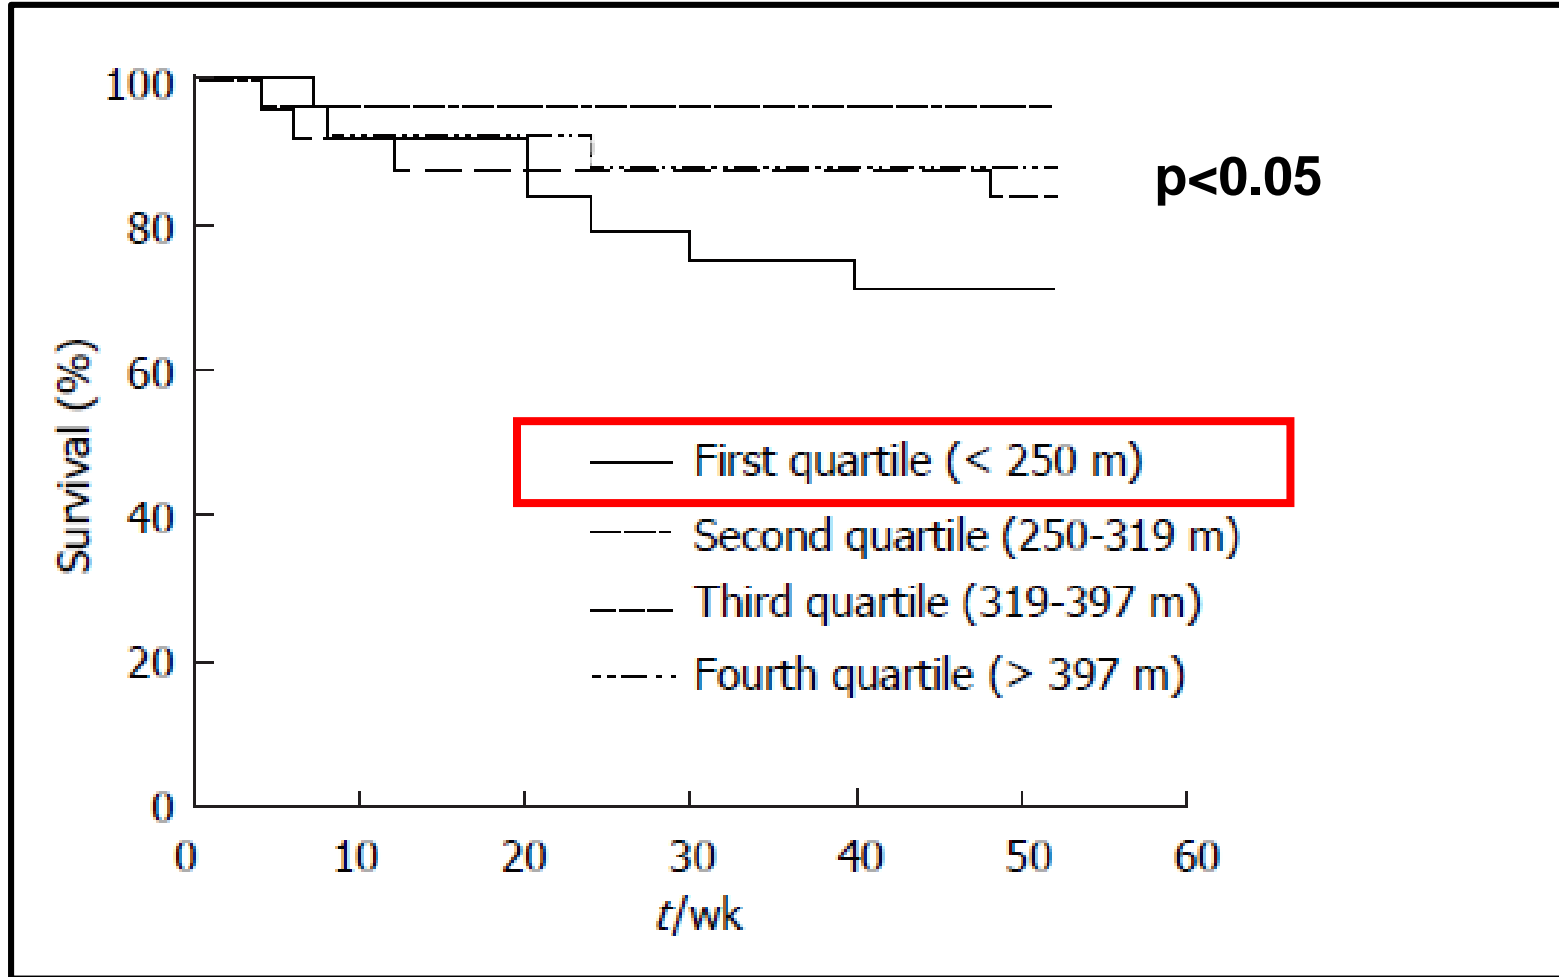 100
80
60
40
20
0
Survival (%)
p<0.05
First quartile (< 250 m)
Second quartile (250-319 m)
Third quartile (319-397 m)
Fourth quartile (> 397 m)
0 10 20 30 40 50 60
t/wk